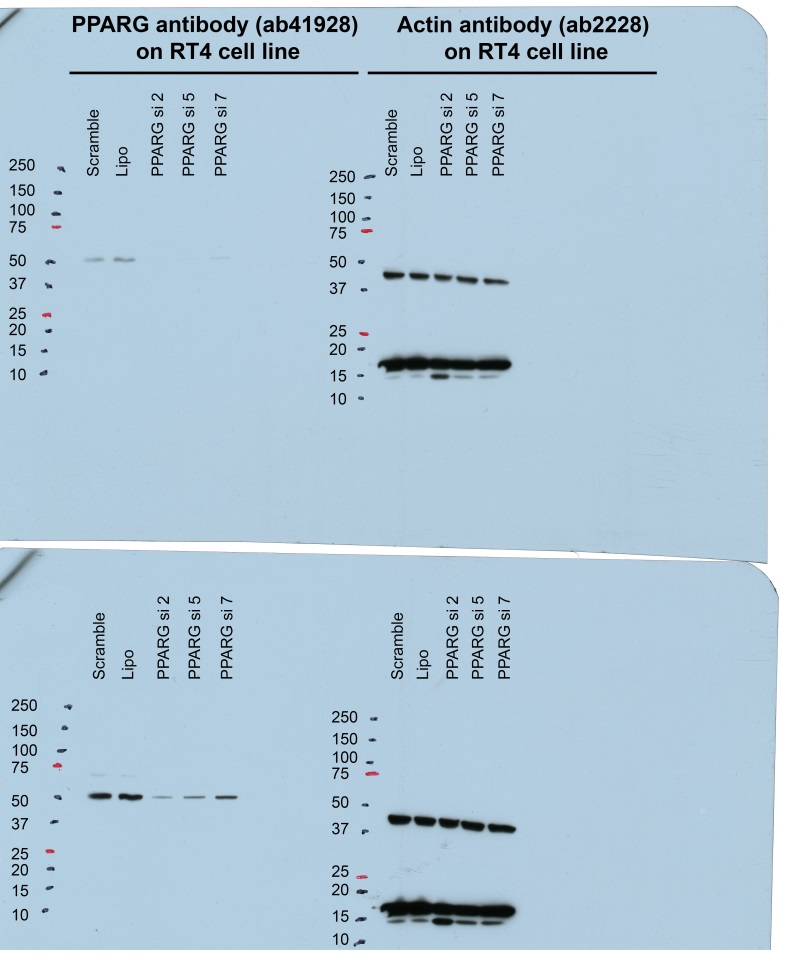 PPARG antibody (ab41928)
on RT4 cell line
Actin antibody (ab2228)
on RT4 cell line
Scramble
Lipo
PPARG si 2
PPARG si 5
PPARG si 7
Scramble
Lipo
PPARG si 2
PPARG si 5
PPARG si 7
250
150
100
75
50
37
25
20
15
10
250
150
100
75
50
37
25
20
15
10
Scramble
Lipo
PPARG si 2
PPARG si 5
PPARG si 7
Scramble
Lipo
PPARG si 2
PPARG si 5
PPARG si 7
250
150
100
75
50
37
25
20
15
10
250
150
100
75
50
37
25
20
15
10